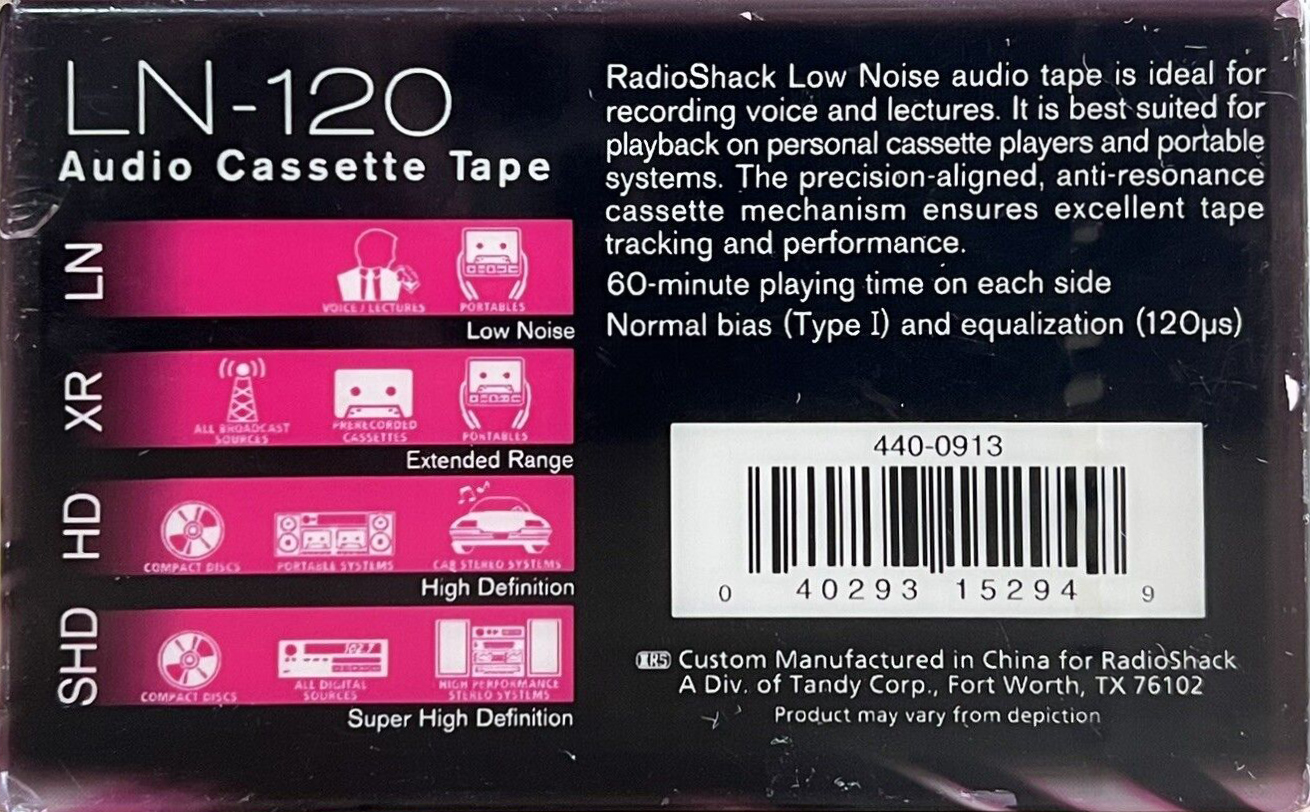 LN-120
Audio Cassette Tape
LN
VOICE / LECTURES
PORTABLES
Low Noise
XR
ALL BROADCAST
SOURCES
PRERECORDED
CASSETTES
PORTABLES
Extended Range
HD
COMPACT DISCS
PORTABLE SYSTEMS
CAR STEREO SYSTEMS
High Definition
SHD
COMPACT DISCS
102.7
ALL DIGITAL
SOURCES
HIGH PERFORMANCE
STEREO SYSTEMS
Super High Definition
RadioShack Low Noise audio tape is ideal for
recording voice and lectures. It is best suited for
playback on personal cassette players and portable
systems. The precision-aligned, anti-resonance
cassette mechanism ensures excellent tape
tracking and performance.
60-minute playing time on each side
Normal bias (Type I) and equalization (120µs)
440-0913
0 40293 15294 9
Custom Manufactured in China for RadioShack
A Div. of Tandy Corp., Fort Worth, TX 76102
Product may vary from depiction